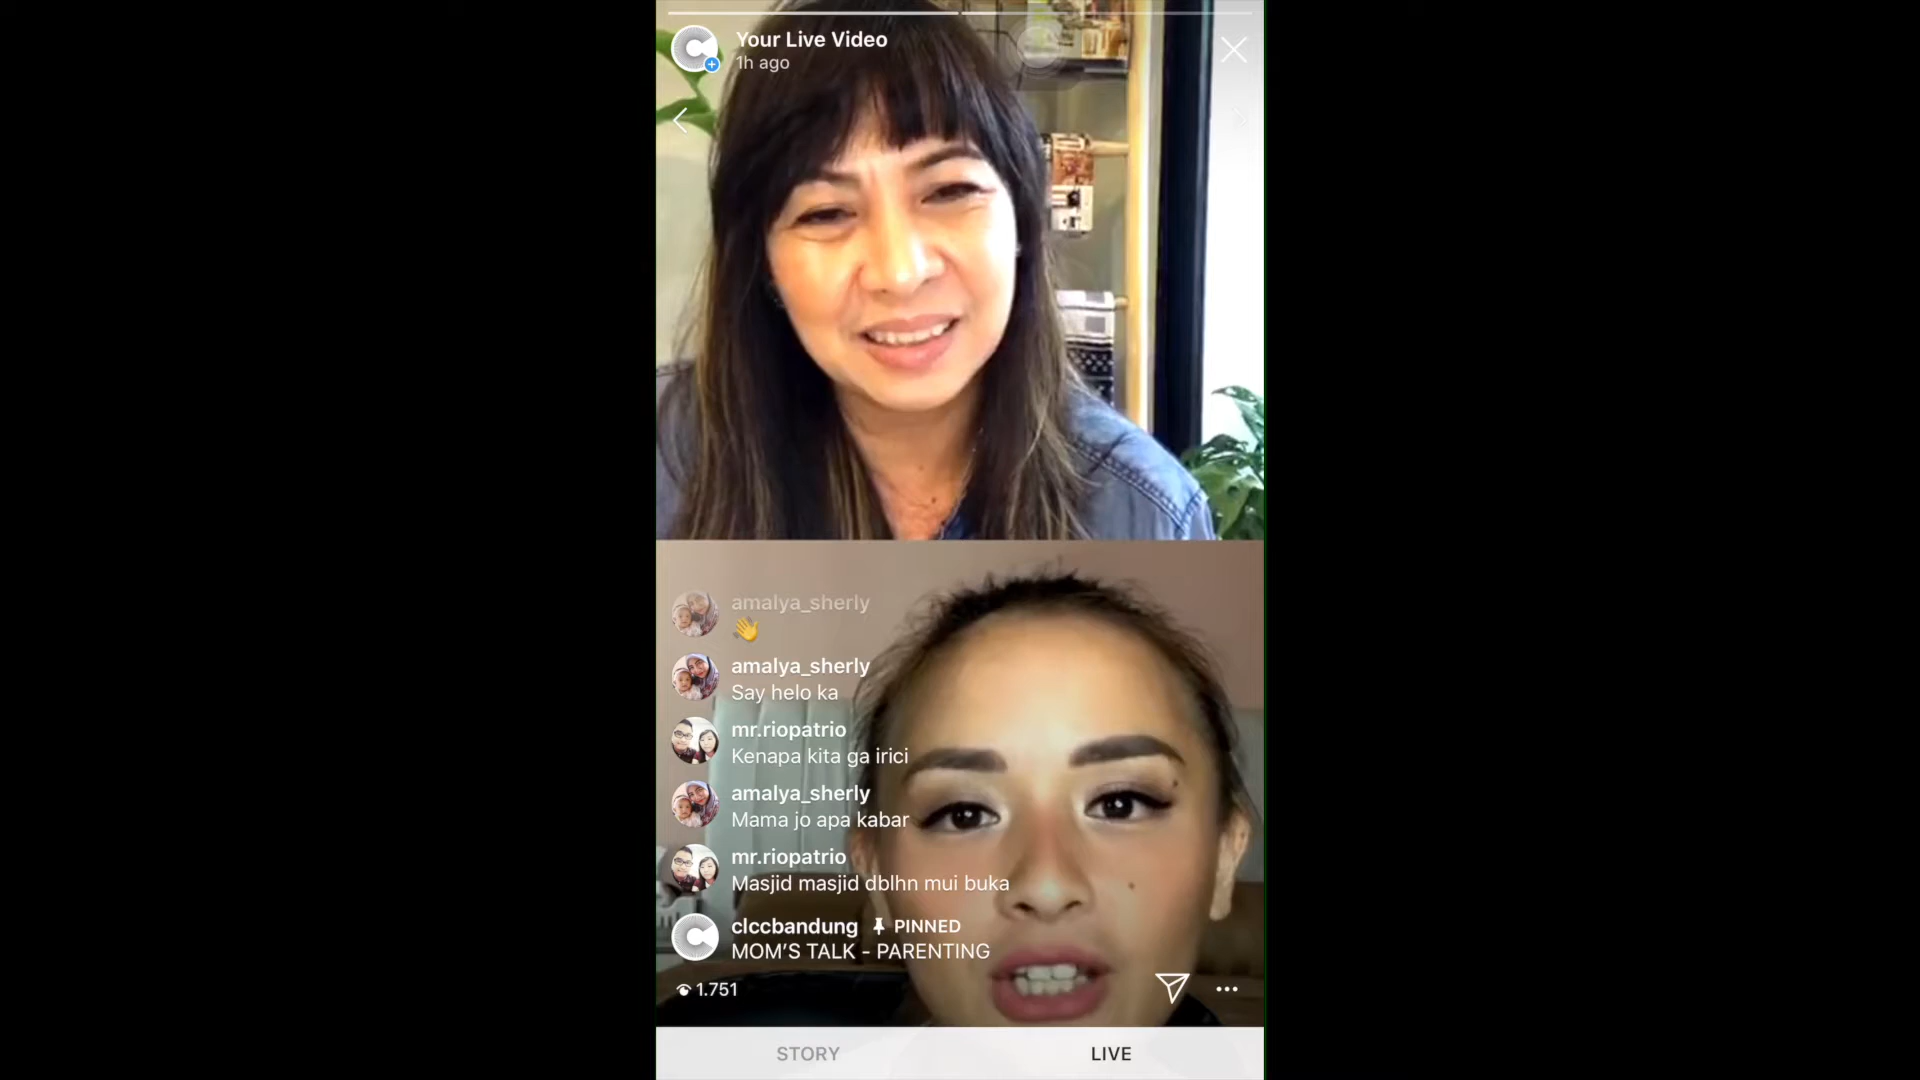 Your Live Video
1h ago
amalya_sherly
👋
amalya_sherly
Say helo ka
mr.riopatrio
Kenapa kita ga irici
amalya_sherly
Mama jo apa kabar
mr.riopatrio
Masjid masjid dblhn mui buka
clccbandung PINNED
MOM’S TALK - PARENTING
1.751
STORY
LIVE